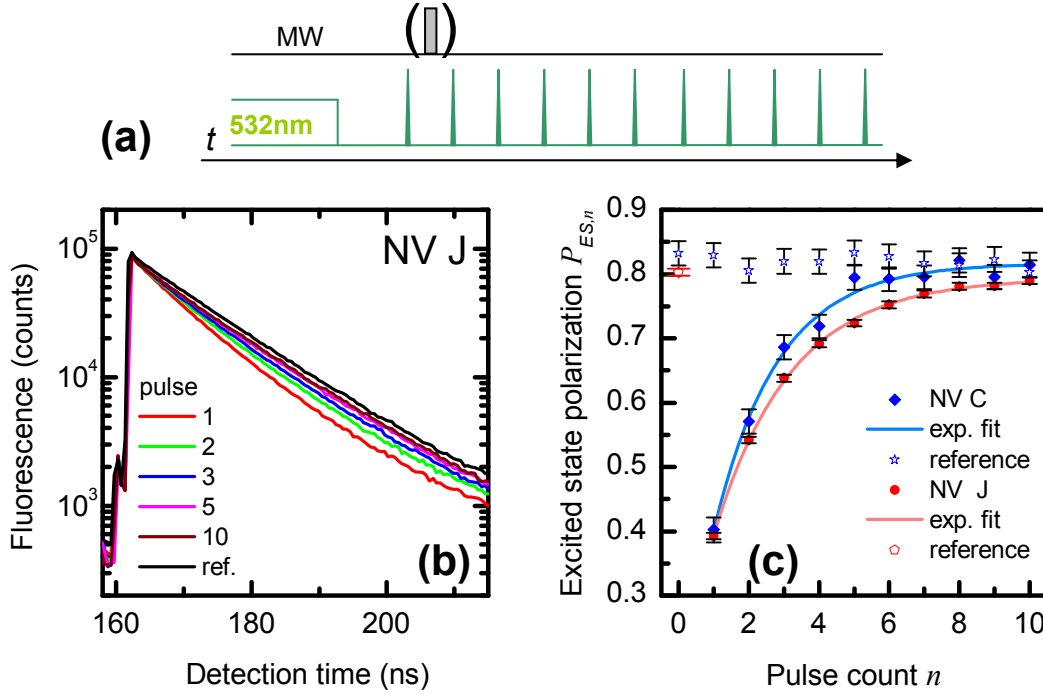 MW
( )
532nm
(a)
t
NV J
Fluorescence (counts)
10^5
10^4
10^3
pulse
1
2
3
5
10
ref.
(b)
160 180 200
Detection time (ns)
Excited state polarization P_{ES,n}
0.9
0.8
0.7
0.6
0.5
0.4
0.3
NV C
exp. fit
reference
NV J
exp. fit
reference
(c)
0 2 4 6 8 10
Pulse count n